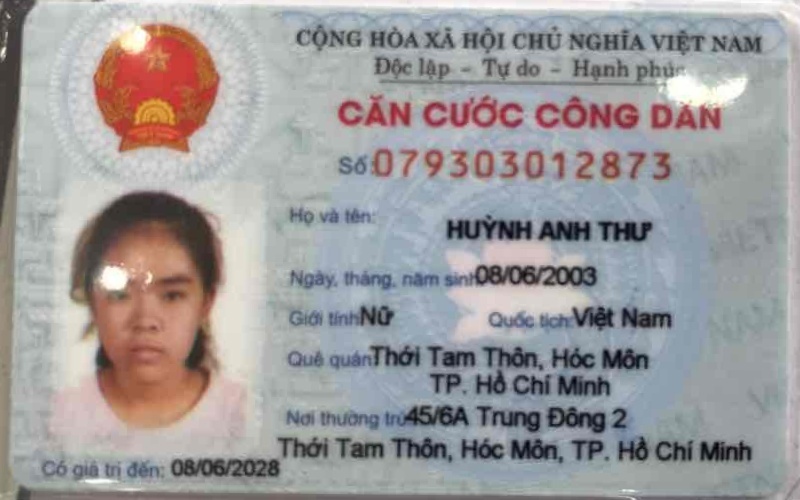 CỘNG HÒA XÃ HỘI CHỦ NGHĨA VIỆT NAM
Độc lập - Tự do - Hạnh phúc
CĂN CƯỚC CÔNG DÂN
Số: 079303012873
Họ và tên: HUỲNH ANH THƯ
Ngày, tháng, năm sinh: 08/06/2003
Giới tính: Nữ Quốc tịch: Việt Nam
Quê quán: Thới Tam Thôn, Hóc Môn
TP. Hồ Chí Minh
Nơi thường trú: 45/6A Trung Đông 2
Thới Tam Thôn, Hóc Môn, TP. Hồ Chí Minh
Có giá trị đến: 08/06/2028